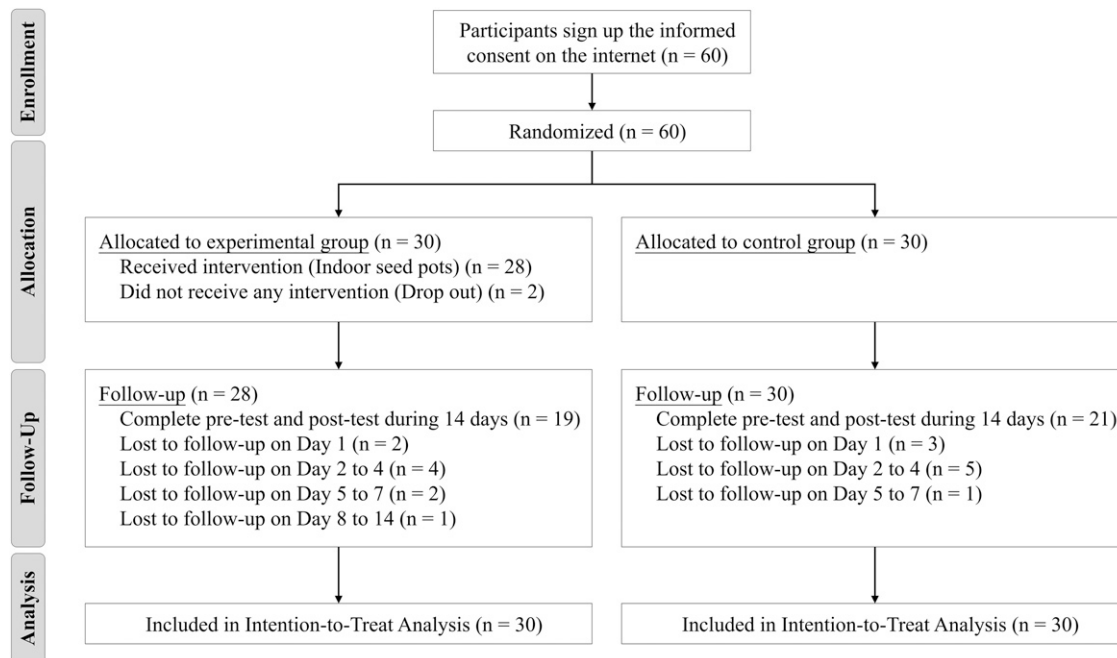 Enrollment
Participants sign up the informed
consent on the internet (n = 60)
Randomized (n = 60)
Allocation
Allocated to experimental group (n = 30)
Received intervention (Indoor seed pots) (n = 28)
Did not receive any intervention (Drop out) (n = 2)
Allocated to control group (n = 30)
Follow-Up
Follow-up (n = 28)
Complete pre-test and post-test during 14 days (n = 19)
Lost to follow-up on Day 1 (n = 2)
Lost to follow-up on Day 2 to 4 (n = 4)
Lost to follow-up on Day 5 to 7 (n = 2)
Lost to follow-up on Day 8 to 14 (n = 1)
Follow-up (n = 30)
Complete pre-test and post-test during 14 days (n = 21)
Lost to follow-up on Day 1 (n = 3)
Lost to follow-up on Day 2 to 4 (n = 5)
Lost to follow-up on Day 5 to 7 (n = 1)
Analysis
Included in Intention-to-Treat Analysis (n = 30)
Included in Intention-to-Treat Analysis (n = 30)